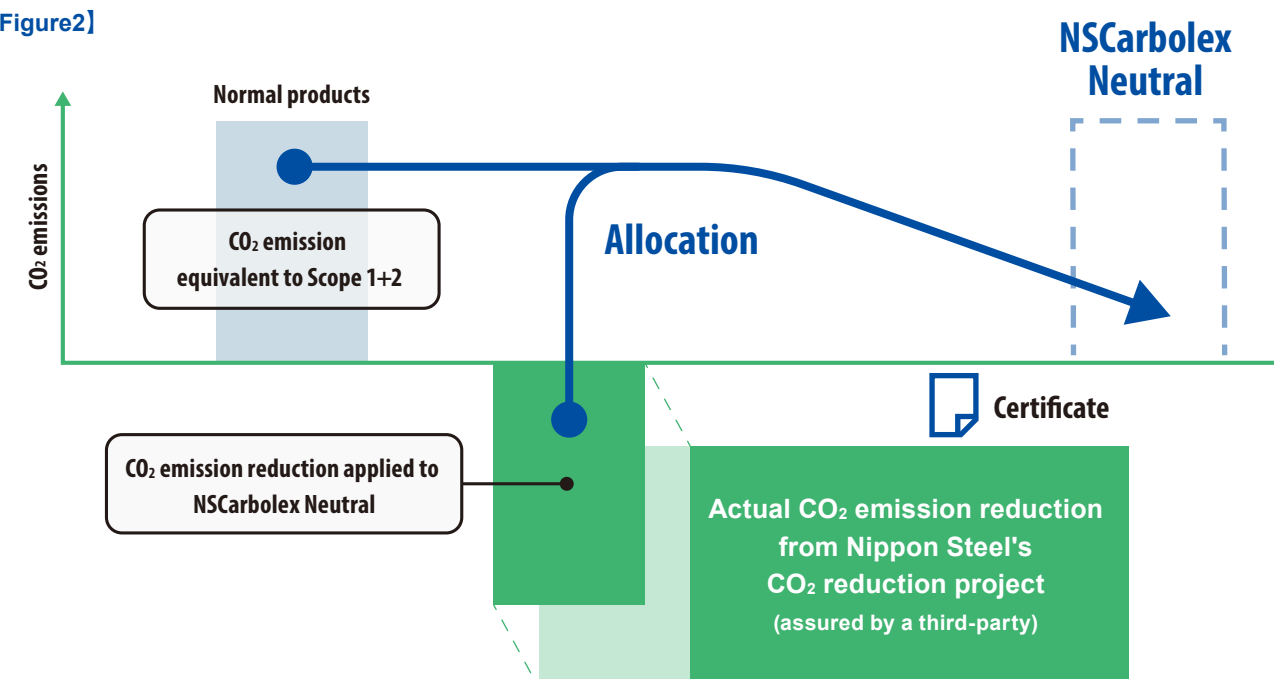 Figure2】
NSCarbolex
Neutral
Normal products
CO₂ emissions
CO₂ emission
equivalent to Scope 1+2
Allocation
Certificate
CO₂ emission reduction applied to
NSCarbolex Neutral
Actual CO₂ emission reduction
from Nippon Steel's
CO₂ reduction project
(assured by a third-party)